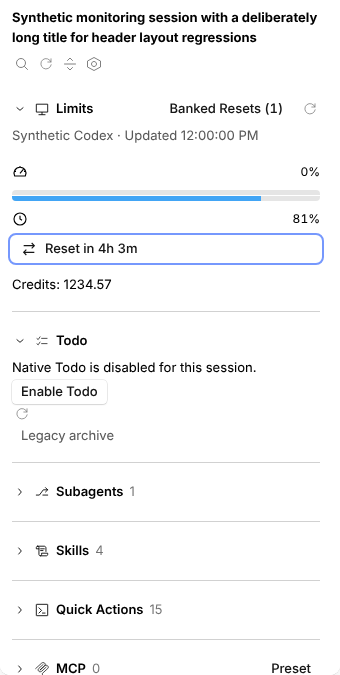 Synthetic monitoring session with a deliberately
long title for header layout regressions
Limits Banked Resets (1)
Synthetic Codex · Updated 12:00:00 PM
0%
81%
Reset in 4h 3m
Credits: 1234.57
Todo
Native Todo is disabled for this session.
Enable Todo
Legacy archive
Subagents 1
Skills 4
Quick Actions 15
MCP 0 Preset